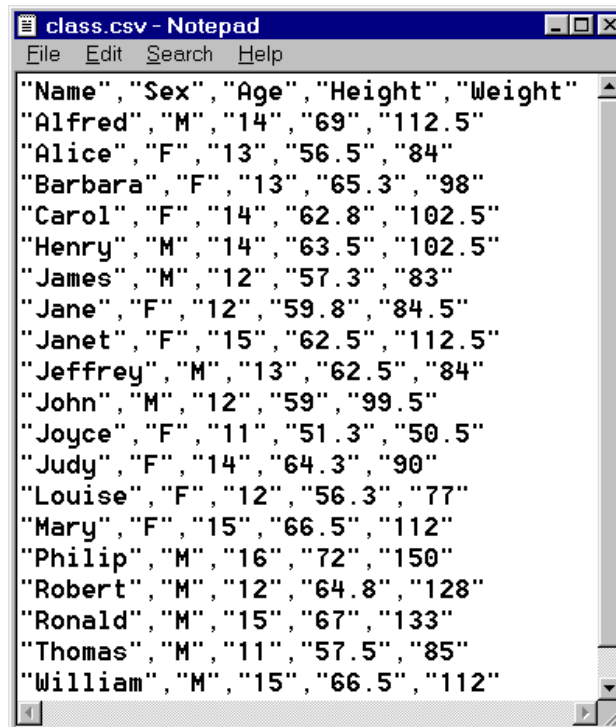 class.csv - Notepad
File Edit Search Help
"Name","Sex","Age","Height","Weight"
"Alfred","M","14","69","112.5"
"Alice","F","13","56.5","84"
"Barbara","F","13","65.3","98"
"Carol","F","14","62.8","102.5"
"Henry","M","14","63.5","102.5"
"James","M","12","57.3","83"
"Jane","F","12","59.8","84.5"
"Janet","F","15","62.5","112.5"
"Jeffrey","M","13","62.5","84"
"John","M","12","59","99.5"
"Joyce","F","11","51.3","50.5"
"Judy","F","14","64.3","90"
"Louise","F","12","56.3","77"
"Mary","F","15","66.5","112"
"Philip","M","16","72","150"
"Robert","M","12","64.8","128"
"Ronald","M","15","67","133"
"Thomas","M","11","57.5","85"
"William","M","15","66.5","112"